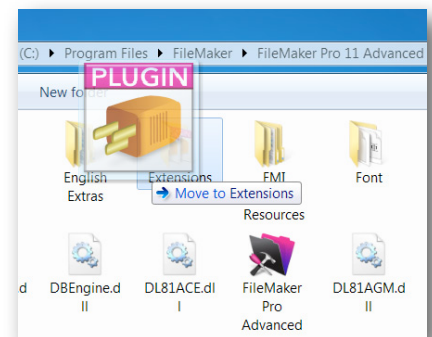 (C:) ▸ Program Files ▸ FileMaker ▸ FileMaker Pro 11 Advanced
PLUGIN
New folder
English
Extras
Extensions
FMI
Resources
Font
Move to Extensions
.d
DBEngine.d
ll
DL81ACE.dl
l
FileMaker
Pro
Advanced
DL81AGM.d
ll